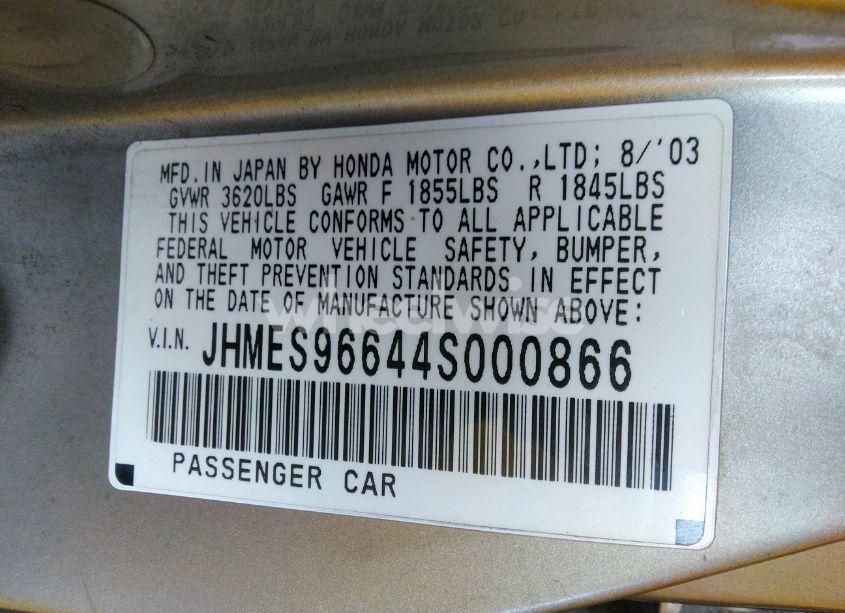 MFD. IN JAPAN BY HONDA MOTOR CO.,LTD; 8/'03
GVWR 3620LBS GAWR F 1855LBS R 1845LBS
THIS VEHICLE CONFORMS TO ALL APPLICABLE
FEDERAL MOTOR VEHICLE SAFETY, BUMPER,
AND THEFT PREVENTION STANDARDS IN EFFECT
ON THE DATE OF MANUFACTURE SHOWN ABOVE:
wheelwise
V.I.N. JHMES96644S000866
PASSENGER CAR